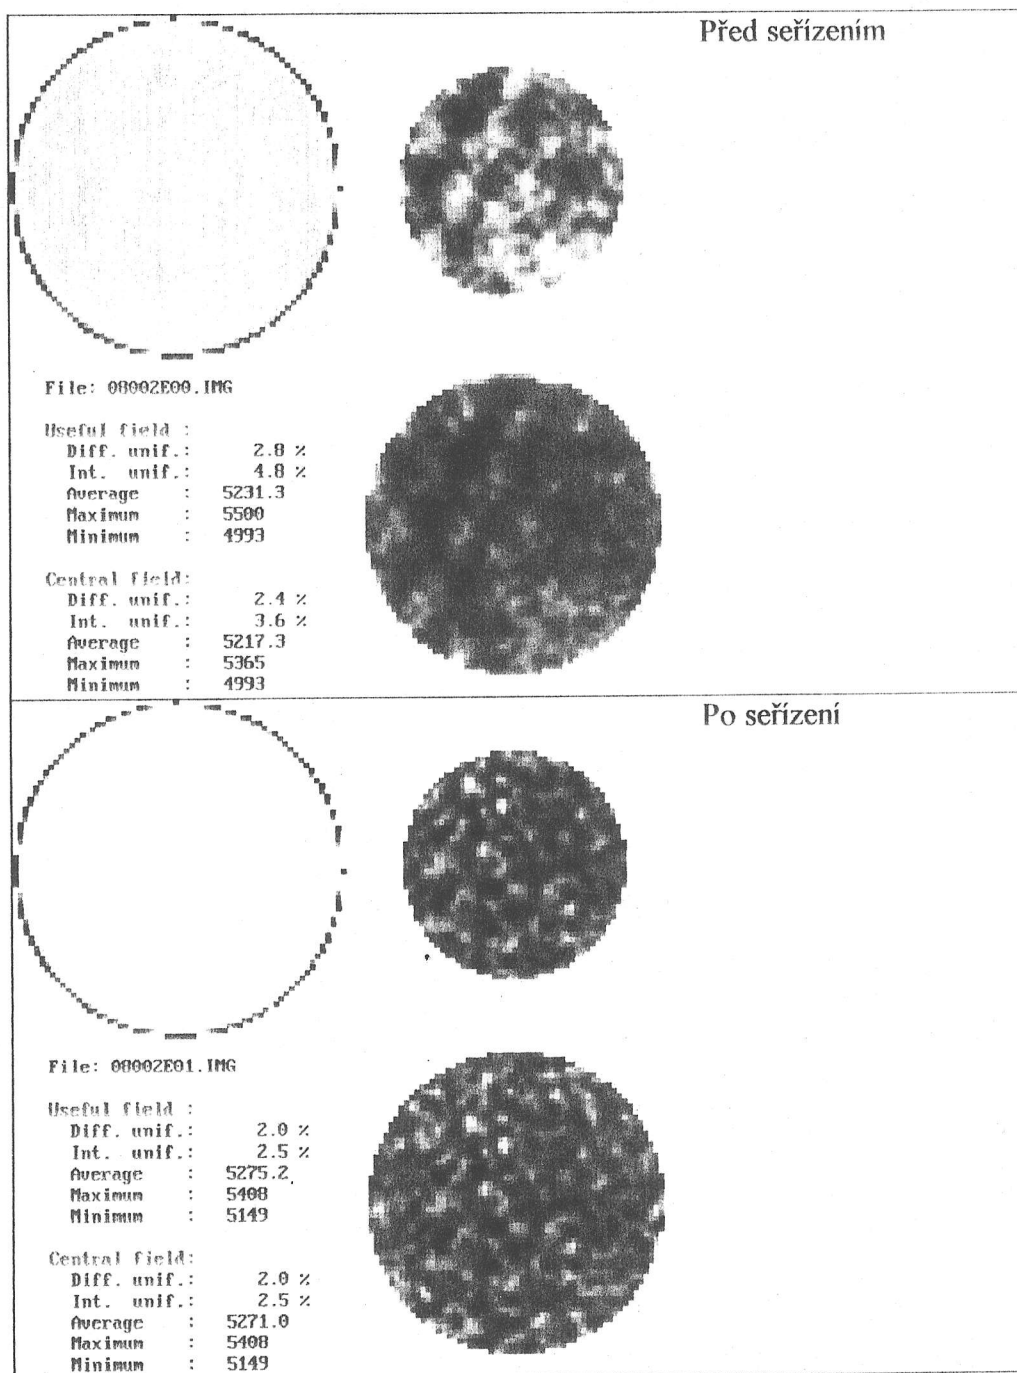 Před seřízením
File: 08002E00.IMG
Useful field :
Diff. unif.: 2.8 %
Int. unif.: 4.8 %
Average : 5231.3
Maximum : 5500
Minimum : 4993
Central field:
Diff. unif.: 2.4 %
Int. unif.: 3.6 %
Average : 5217.3
Maximum : 5365
Minimum : 4993
Po seřízení
File: 08002E01.IMG
Useful field :
Diff. unif.: 2.0 %
Int. unif.: 2.5 %
Average : 5275.2
Maximum : 5408
Minimum : 5149
Central field:
Diff. unif.: 2.0 %
Int. unif.: 2.5 %
Average : 5271.0
Maximum : 5408
Minimum : 5149